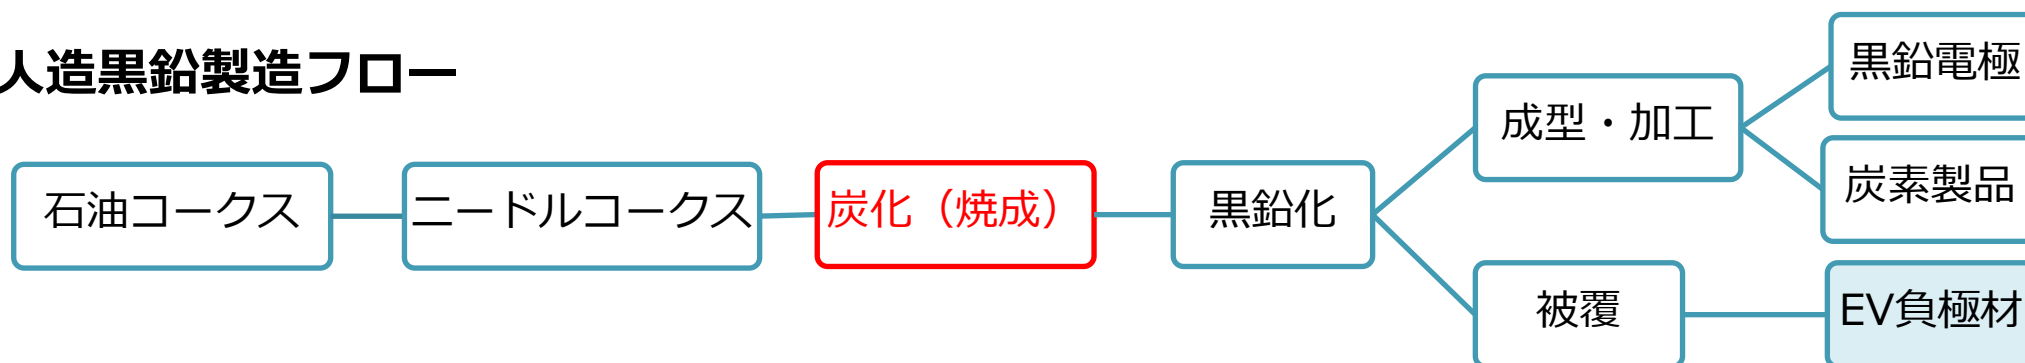 人造黒鉛製造フロー
石油コークス
ニードルコークス
炭化（焼成）
黒鉛化
成型・加工
黒鉛電極
炭素製品
被覆
EV負極材